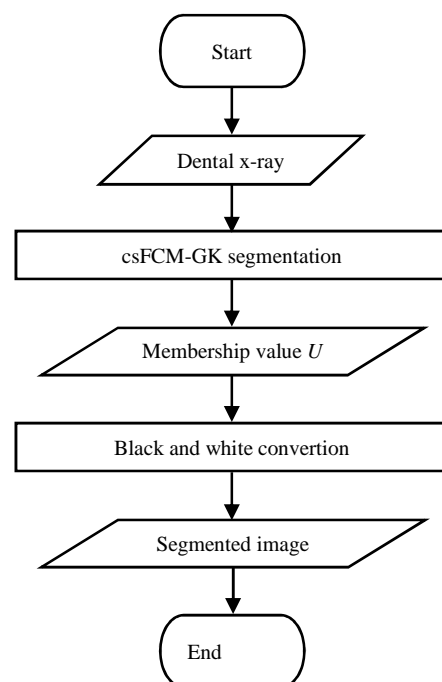 Start
Dental x-ray
csFCM-GK segmentation
Membership value U
Black and white convertion
Segmented image
End